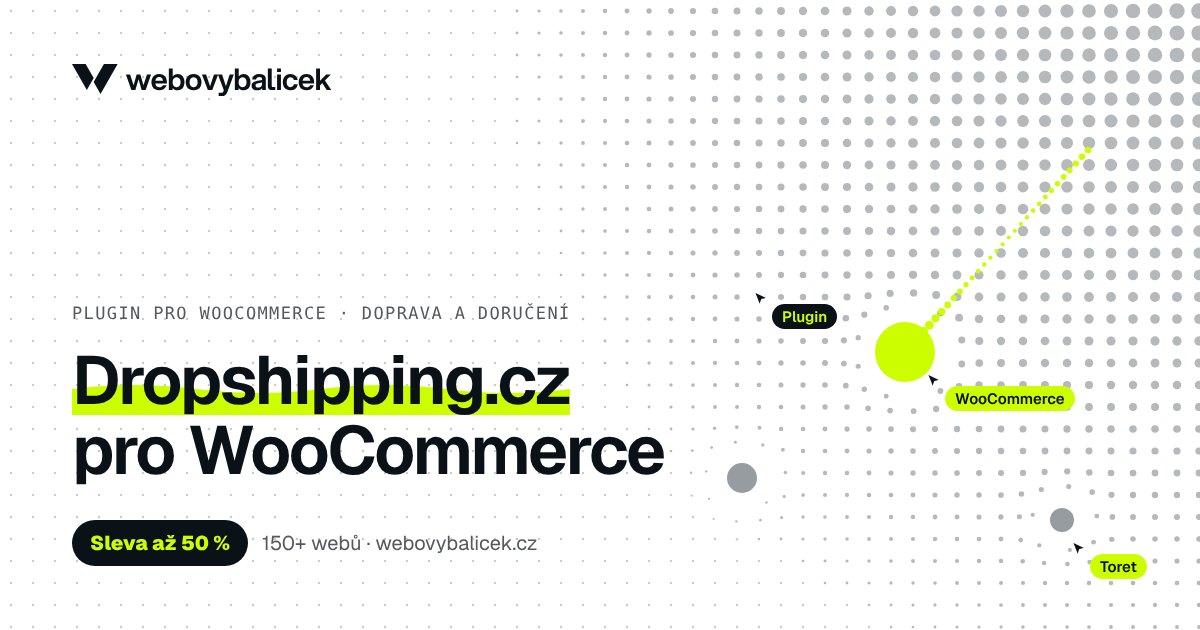 webovybalicek
PLUGIN PRO WOOCOMMERCE · DOPRAVA A DORUČENÍ
Plugin
Dropshipping.cz
WooCommerce
pro WooCommerce
Sleva až 50 % 150+ webů · webovybalicek.cz
Toret